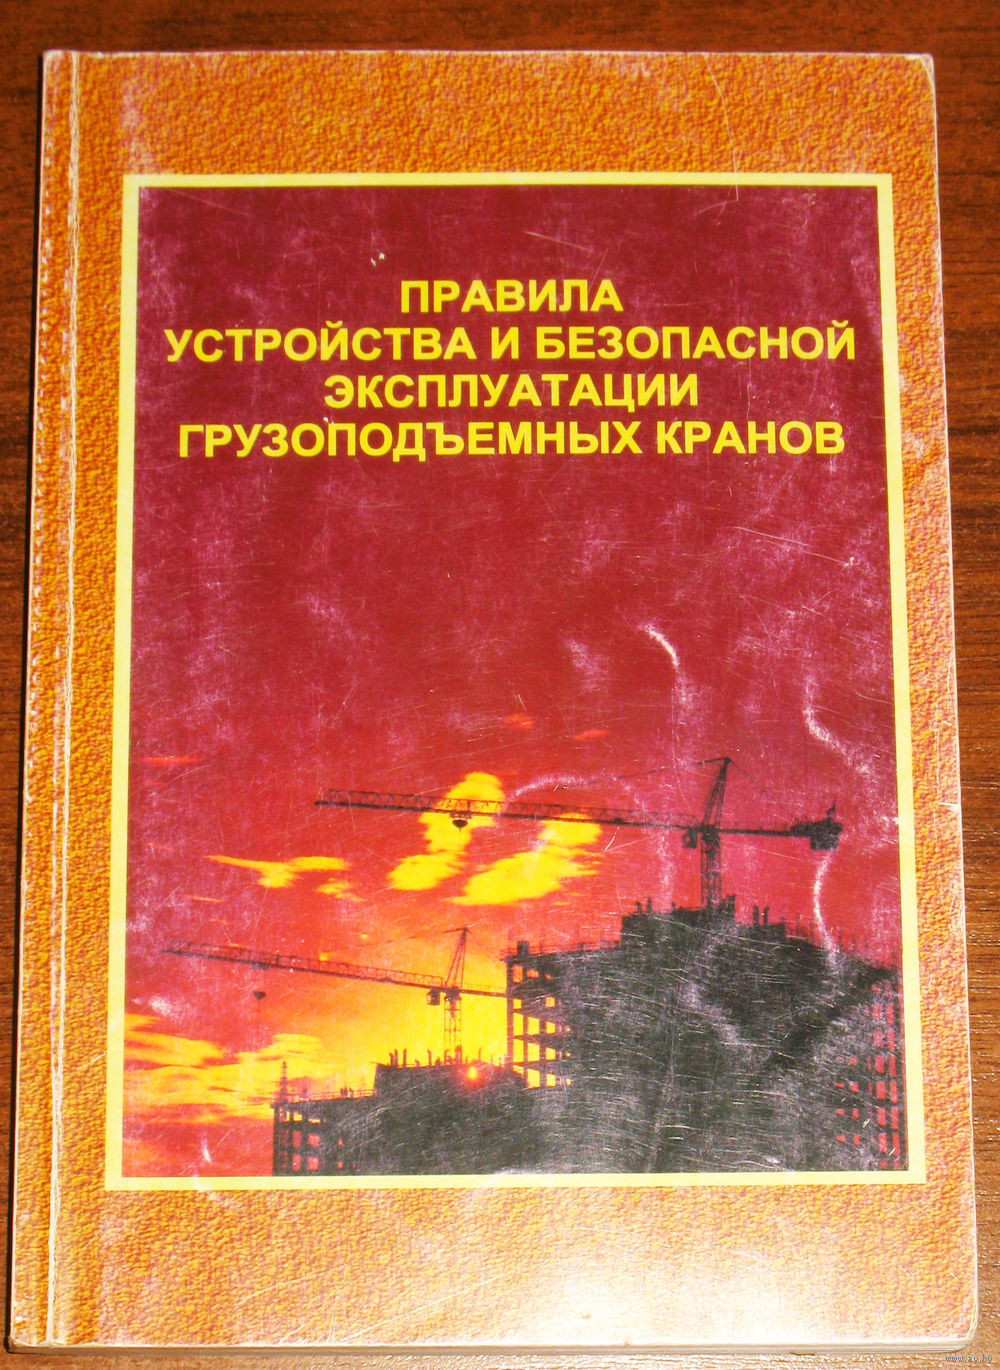 ПРАВИЛА
УСТРОЙСТВА И БЕЗОПАСНОЙ
ЭКСПЛУАТАЦИИ
ГРУЗОПОДЪЕМНЫХ КРАНОВ